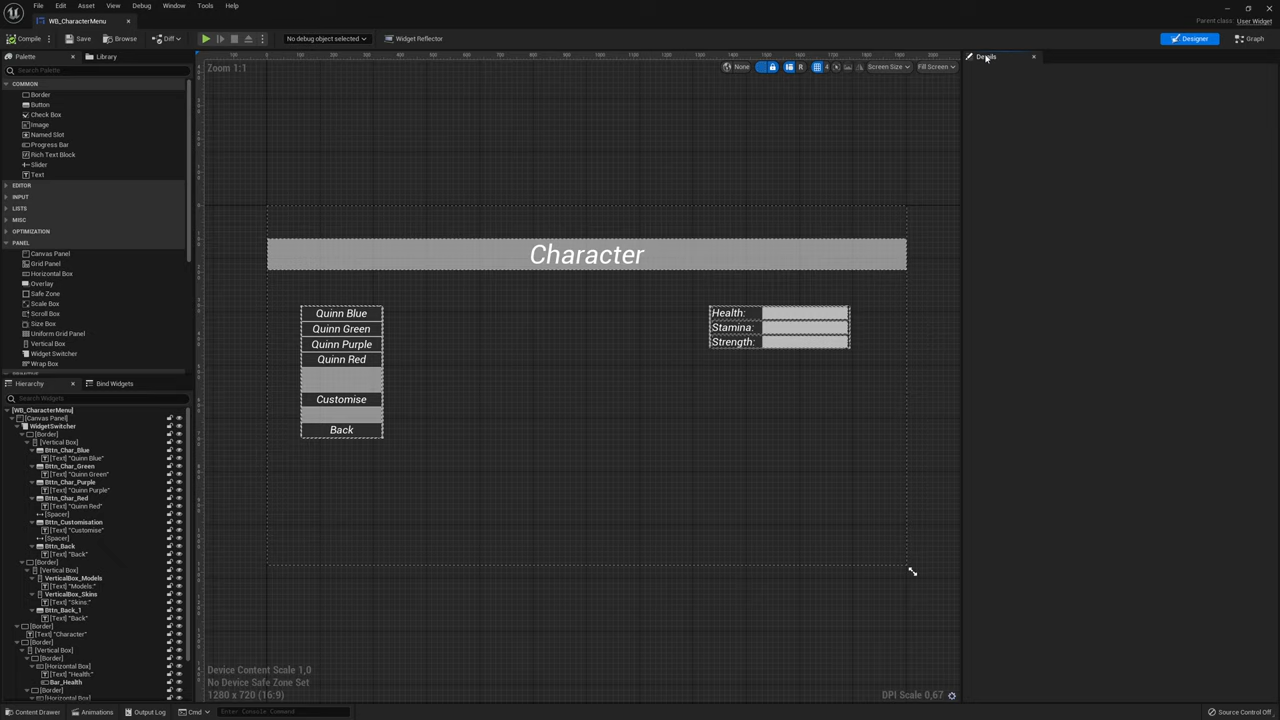 File Edit Asset View Debug Window Tools Help
WB_CharacterMenu
Parent class: User Widget
Compile Save Browse Diff No debug object selected Widget Reflector Designer Graph
Palette Library
Search Palette
COMMON
Border
Button
Check Box
Image
Named Slot
Progress Bar
Rich Text Block
Slider
Text
EDITOR
INPUT
LISTS
MISC
OPTIMIZATION
PANEL
Canvas Panel
Grid Panel
Horizontal Box
Overlay
Safe Zone
Scale Box
Scroll Box
Size Box
Uniform Grid Panel
Vertical Box
Widget Switcher
Wrap Box
Hierarchy Bind Widgets
Search Widgets
[WB_CharacterMenu]
[Canvas Panel]
WidgetSwitcher
[Border]
[Vertical Box]
Bttn_Char_Blue
[Text] "Quinn Blue"
Bttn_Char_Green
[Text] "Quinn Green"
Bttn_Char_Purple
[Text] "Quinn Purple"
Bttn_Char_Red
[Text] "Quinn Red"
[Spacer]
Bttn_Customisation
[Text] "Customise"
[Spacer]
Bttn_Back
[Text] "Back"
[Border]
[Vertical Box]
VerticalBox_Models
[Text] "Models:"
VerticalBox_Skins
[Text] "Skins:"
Bttn_Back_1
[Text] "Back"
[Border]
[Text] "Character"
[Border]
[Vertical Box]
[Border]
[Horizontal Box]
[Text] "Health:"
Bar_Health
[Border]
[Horizontal Box]
Zoom 1:1
None R 4 Screen Size Fill Screen
Character
Quinn Blue
Quinn Green
Quinn Purple
Quinn Red
Customise
Back
Health:
Stamina:
Strength:
Device Content Scale 1,0
No Device Safe Zone Set
1280 x 720 (16:9)
DPI Scale 0,67
Details
Content Drawer Animations Output Log Cmd Enter Console Command Source Control Off